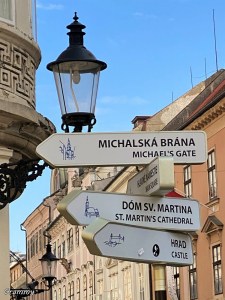 MICHALSKÁ BRÁNA
MICHAEL'S GATE
DÓM SV. MARTINA
ST. MARTIN'S CATHEDRAL
HRAD
CASTLE